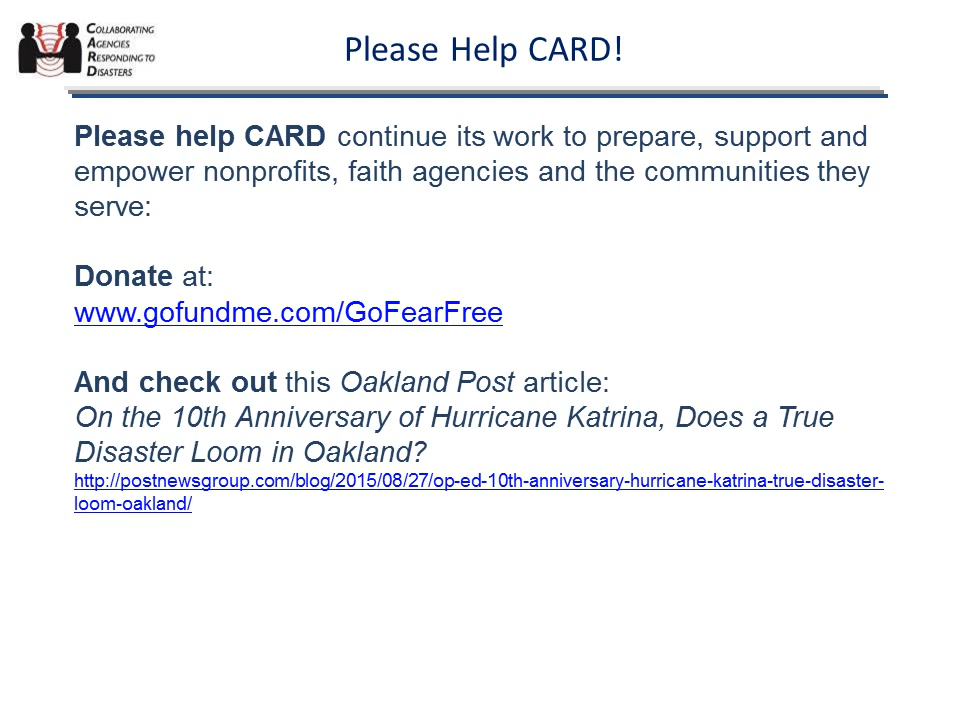 COLLABORATING
AGENCIES
RESPONDING TO
DISASTERS
Please Help CARD!
Please help CARD continue its work to prepare, support and
empower nonprofits, faith agencies and the communities they
serve:
Donate at:
www.gofundme.com/GoFearFree
And check out this Oakland Post article:
On the 10th Anniversary of Hurricane Katrina, Does a True
Disaster Loom in Oakland?
http://postnewsgroup.com/blog/2015/08/27/op-ed-10th-anniversary-hurricane-katrina-true-disaster-
loom-oakland/